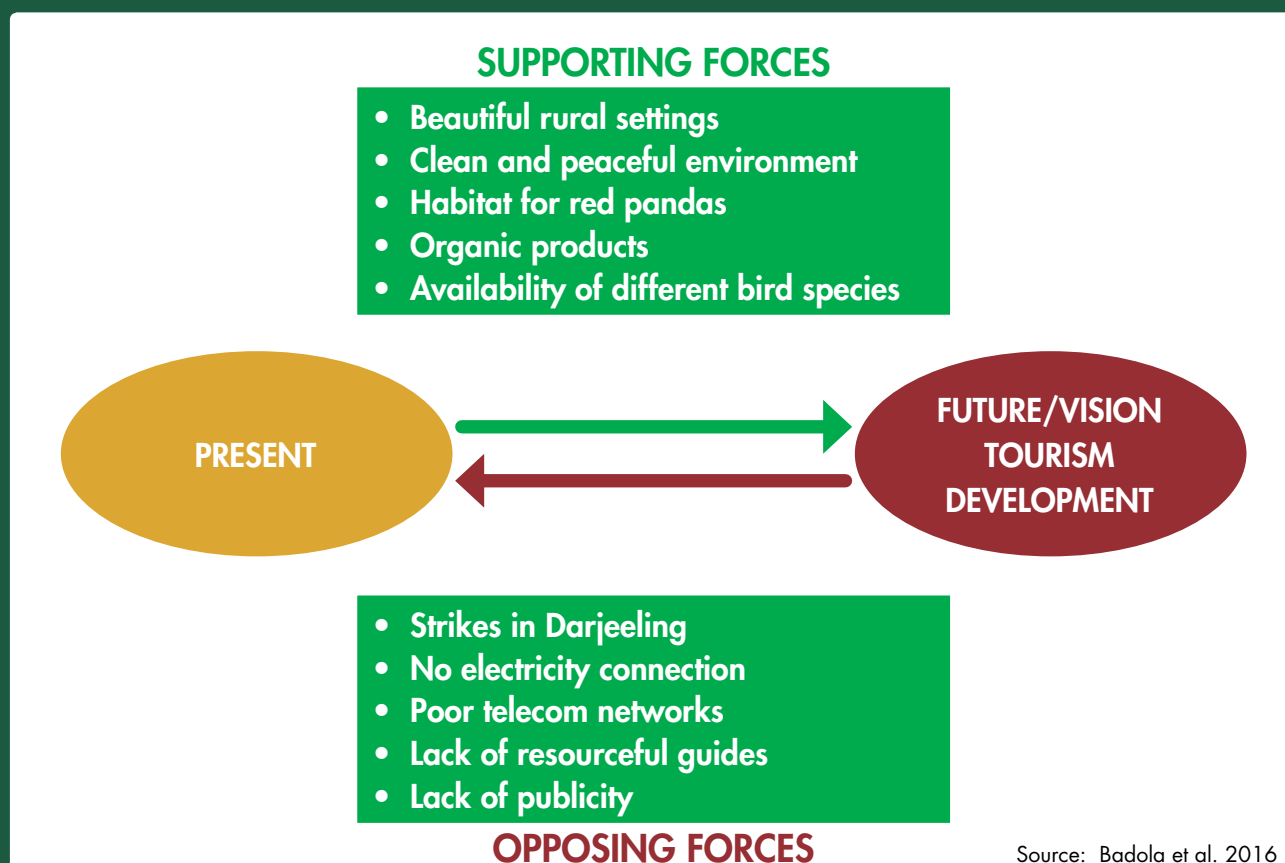 SUPPORTING FORCES
• Beautiful rural settings
• Clean and peaceful environment
• Habitat for red pandas
• Organic products
• Availability of different bird species
PRESENT
FUTURE/VISION
TOURISM
DEVELOPMENT
• Strikes in Darjeeling
• No electricity connection
• Poor telecom networks
• Lack of resourceful guides
• Lack of publicity
OPPOSING FORCES
Source: Badola et al. 2016